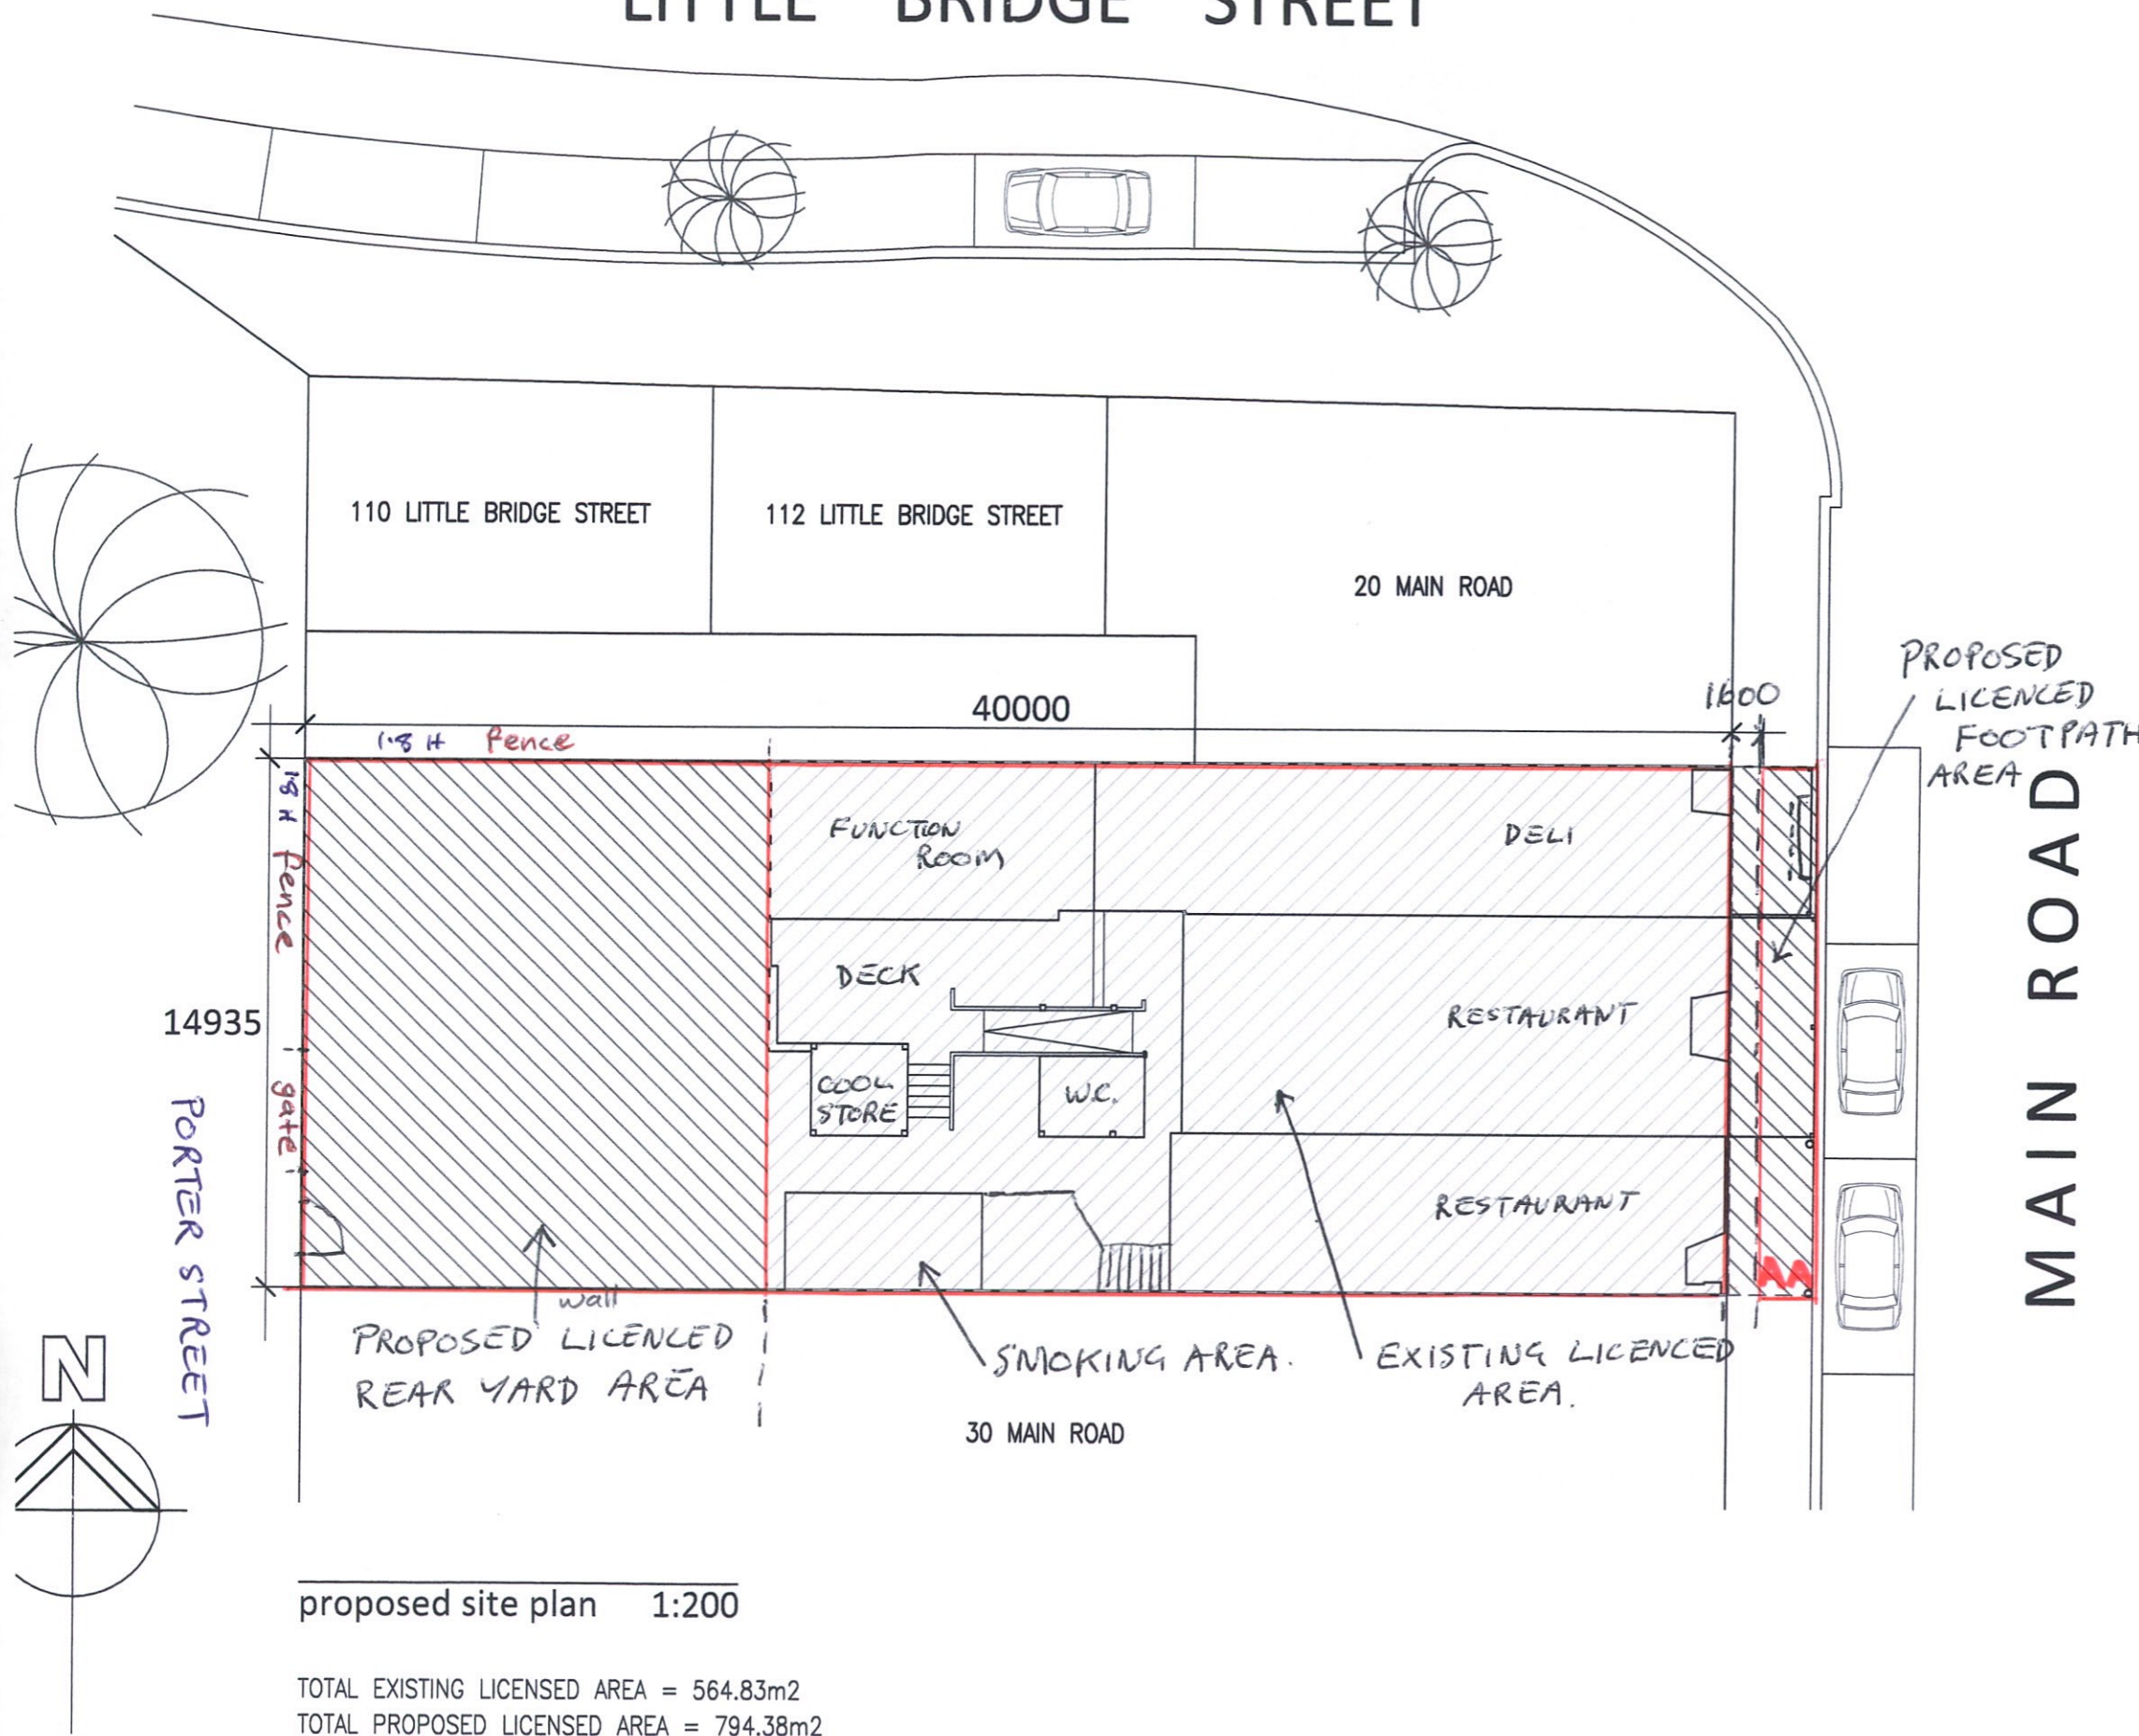 LITTLE BRIDGE STREET
110 LITTLE BRIDGE STREET
112 LITTLE BRIDGE STREET
20 MAIN ROAD
PROPOSED
LICENCED
FOOTPATH
AREA
1600
40000
1.8 H fence
1.8 H fence
FUNCTION
ROOM
DELI
DECK
RESTAURANT
14935
gate
COOL
STORE
W.C.
RESTAURANT
PORTER STREET
MAIN ROAD
wall
PROPOSED LICENCED
REAR YARD AREA
SMOKING AREA.
EXISTING LICENCED
AREA.
30 MAIN ROAD
N
proposed site plan 1:200
TOTAL EXISTING LICENSED AREA = 564.83m2
TOTAL PROPOSED LICENSED AREA = 794.38m2